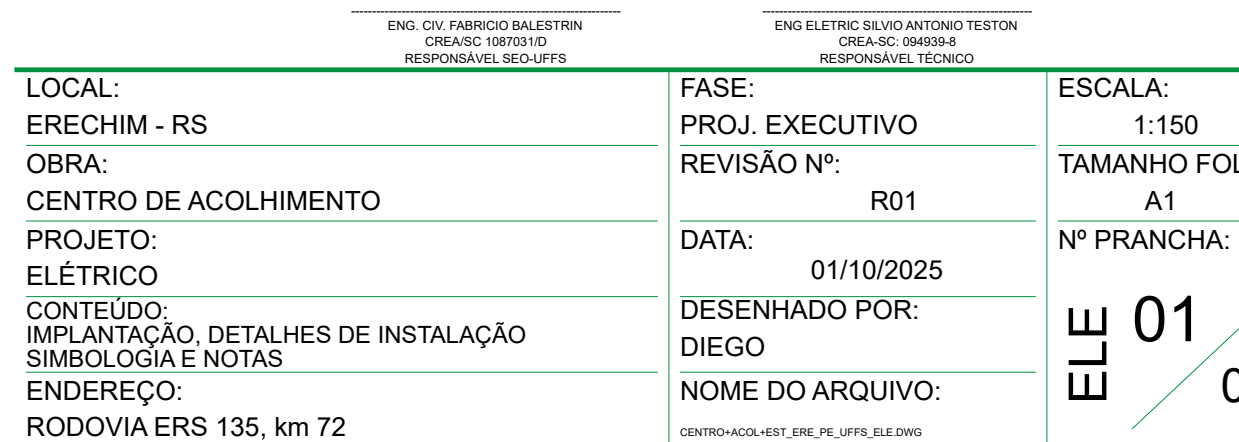 ------------------------------------------------------------------
ENG. CIV. FABRICIO BALESTRIN
CREA/SC 1087031/D
RESPONSÁVEL SEO-UFFS
------------------------------------------------------------------
ENG ELETRIC SILVIO ANTONIO TESTON
CREA-SC: 094939-8
RESPONSÁVEL TÉCNICO
LOCAL:
ERECHIM - RS
OBRA:
CENTRO DE ACOLHIMENTO
PROJETO:
ELÉTRICO
CONTEÚDO:
IMPLANTAÇÃO, DETALHES DE INSTALAÇÃO
SIMBOLOGIA E NOTAS
ENDEREÇO:
RODOVIA ERS 135, km 72
FASE:
PROJ. EXECUTIVO
REVISÃO Nº:
R01
DATA:
01/10/2025
DESENHADO POR:
DIEGO
NOME DO ARQUIVO:
CENTRO+ACOL+EST_ERE_PE_UFFS_ELE.DWG
ESCALA:
1:150
TAMANHO
A1
Nº PRANCHA:
ELE
01